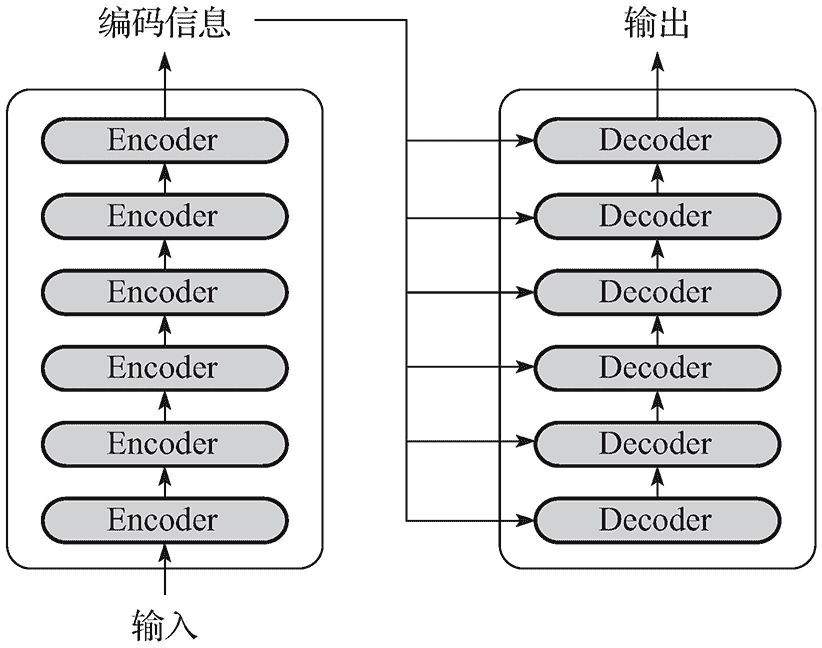 编码信息
输出
Encoder
Encoder
Encoder
Encoder
Encoder
Encoder
输入
Decoder
Decoder
Decoder
Decoder
Decoder
Decoder